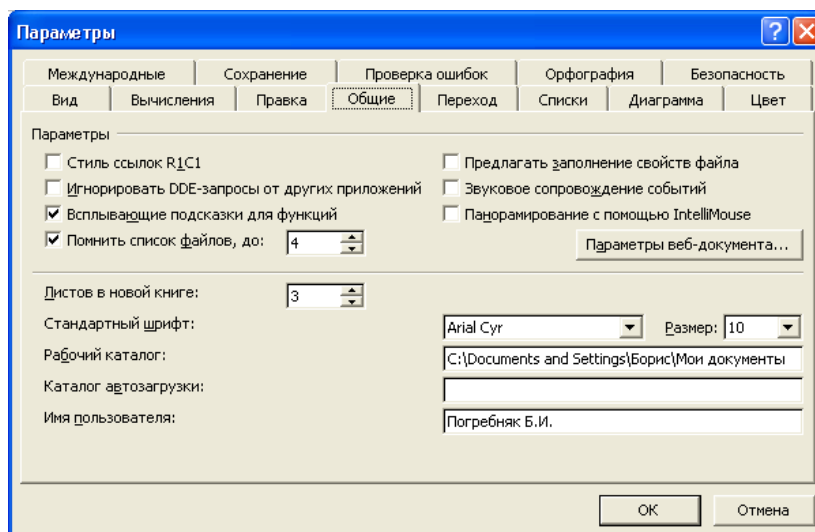 Параметры
Международные Сохранение Проверка ошибок Орфография Безопасность
Вид Вычисления Правка Общие Переход Списки Диаграмма Цвет
Параметры
Стиль ссылок R1C1 Предлагать заполнение свойств файла
Игнорировать DDE-запросы от других приложений Звуковое сопровождение событий
Всплывающие подсказки для функций Панорамирование с помощью IntelliMouse
Помнить список файлов, до: 4 Параметры веб-документа...
Листов в новой книге: 3
Стандартный шрифт: Arial Cyr Размер: 10
Рабочий каталог: C:\Documents and Settings\Борис\Мои документы
Каталог автозагрузки:
Имя пользователя: Погребняк Б.И.
ОК Отмена